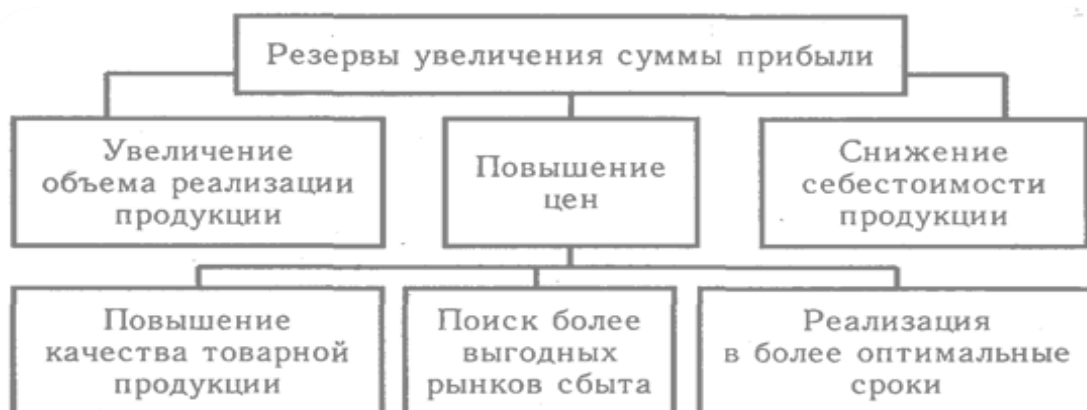 Резервы увеличения суммы прибыли
Увеличение
объема реализации
продукции
Повышение
цен
Снижение
себестоимости
продукции
Повышение
качества товарной
продукции
Поиск более
выгодных
рынков сбыта
Реализация
в более оптимальные
сроки